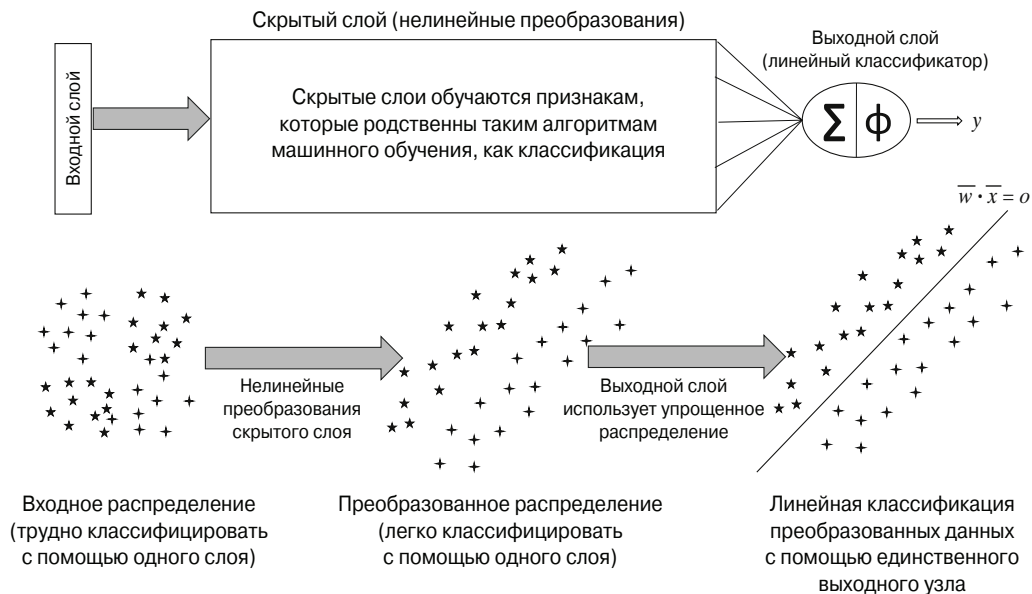 Скрытый слой (нелинейные преобразования)
Входной слой
Скрытые слои обучаются признакам,
которые родственны таким алгоритмам
машинного обучения, как классификация
Выходной слой
(линейный классификатор)
Σ ϕ
y
w · x = o
Нелинейные
преобразования
скрытого слоя
Выходной слой
использует упрощенное
распределение
Входное распределение
(трудно классифицировать
с помощью одного слоя)
Преобразованное распределение
(легко классифицировать
с помощью одного слоя)
Линейная классификация
преобразованных данных
с помощью единственного
выходного узла